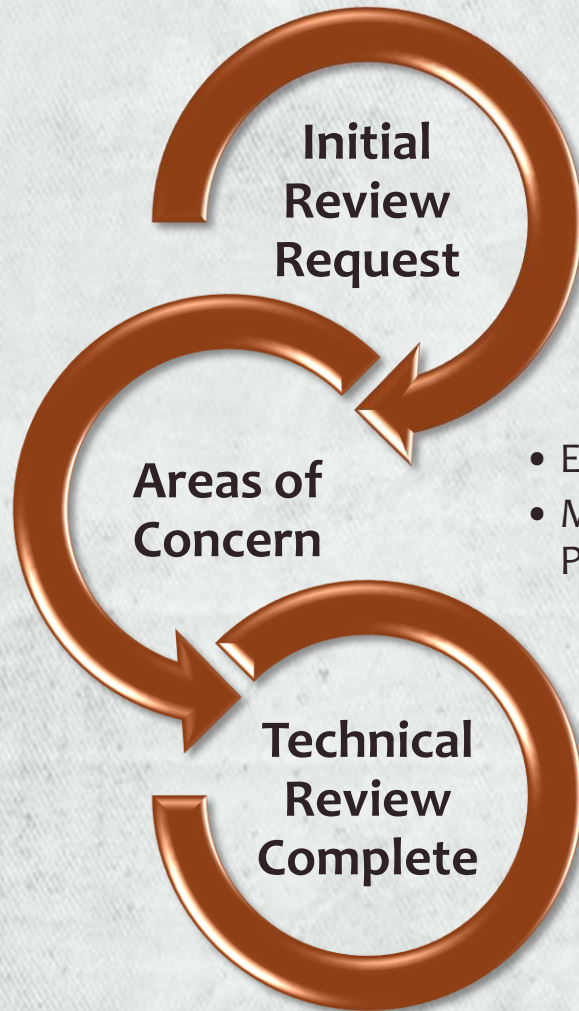 Initial
Review
Request
Areas of
Concern
• E
• M
P
Technical
Review
Complete